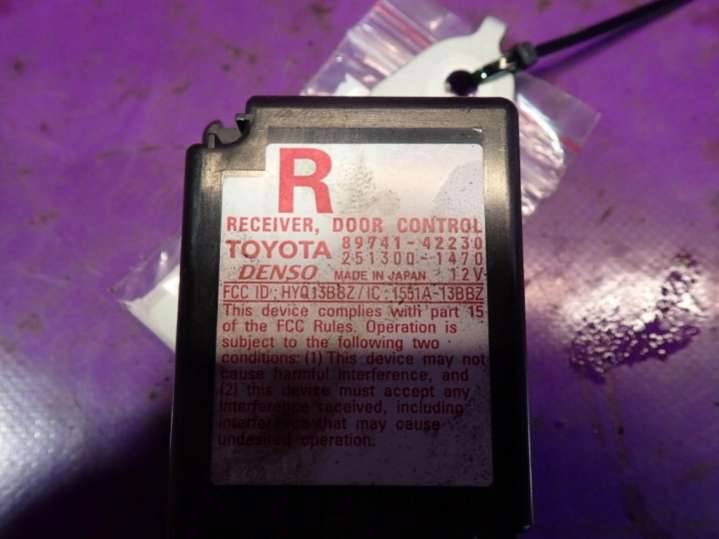 R
RECEIVER, DOOR CONTROL
TOYOTA 89741-42230
251300-1470
DENSO MADE IN JAPAN 12V
FCC ID : HYQ13BBZ / IC : 1551A-13BBZ
This device complies with part 15
of the FCC Rules. Operation is
subject to the following two
conditions: (1) This device may not
cause harmful interference, and
(2) this device must accept any
interference received, including
interference that may cause
undesired operation.